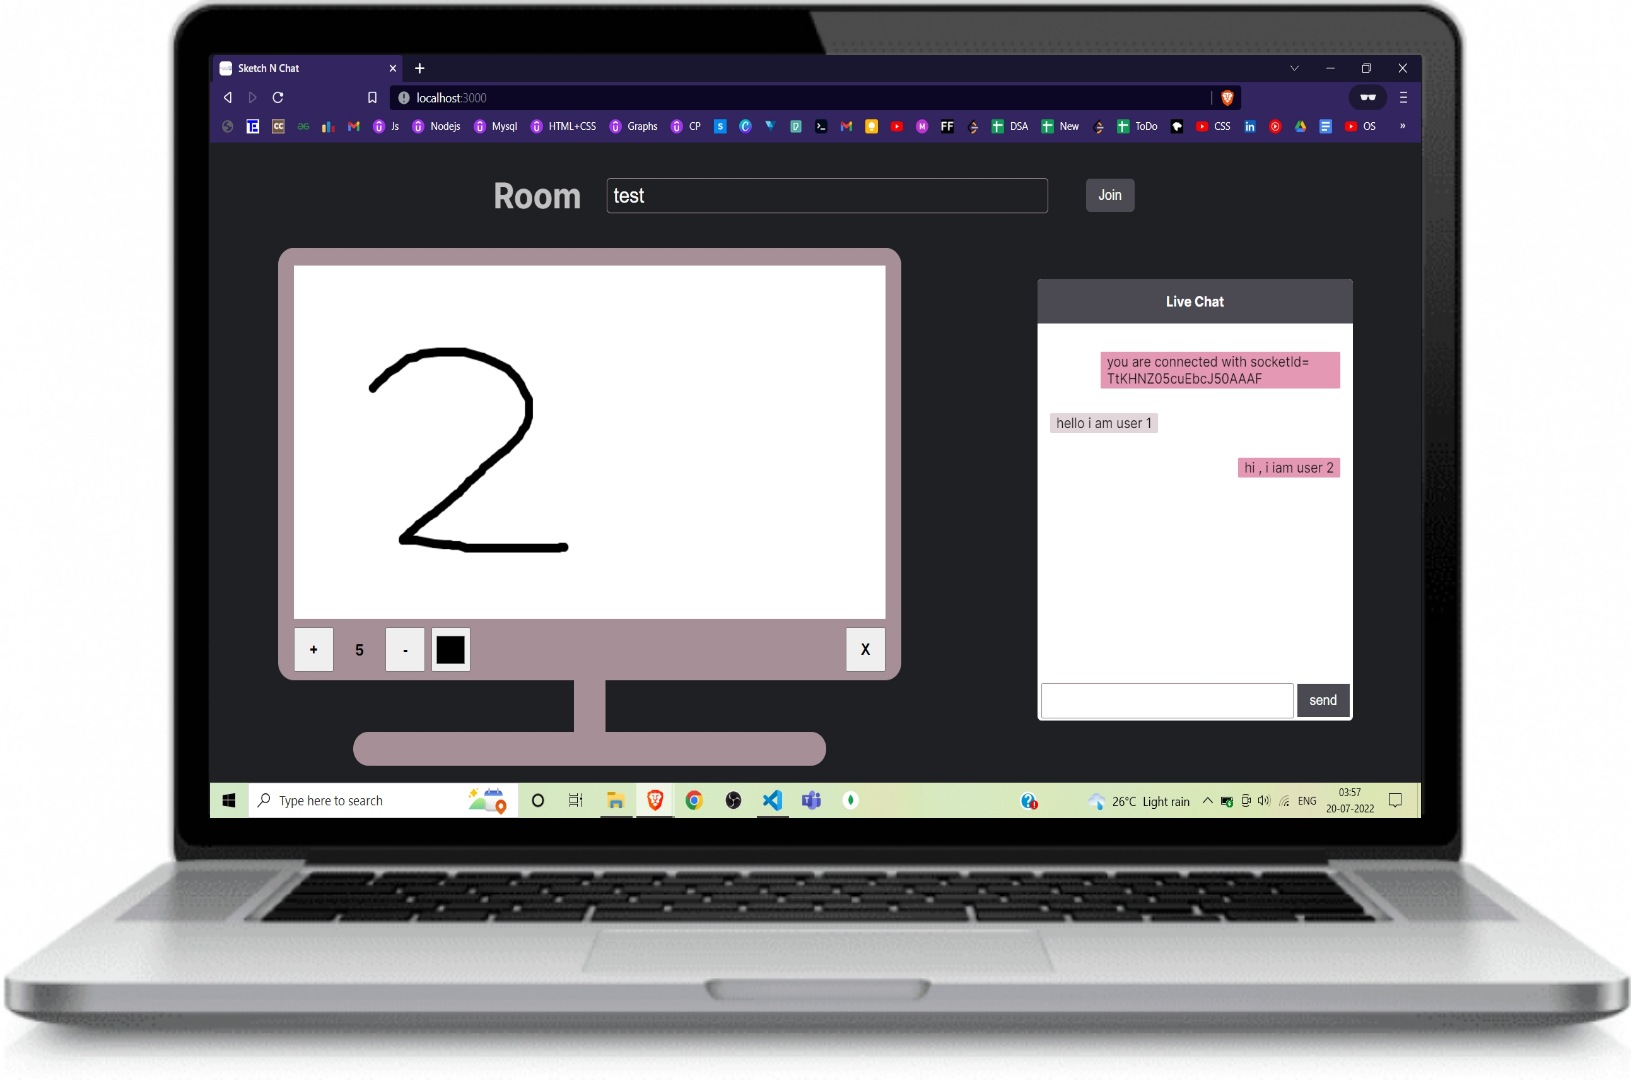 Sketch N Chat
localhost:3000
Js Nodejs Mysql HTML+CSS Graphs CP FF DSA New ToDo CSS OS »
Room test Join
2
+ 5 - X
Live Chat
you are connected with socketId=
TtKHNZ05cuEbcJ50AAAF
hello i am user 1
hi , i iam user 2
send
Type here to search
26°C Light rain
ENG
03:57
20-07-2022